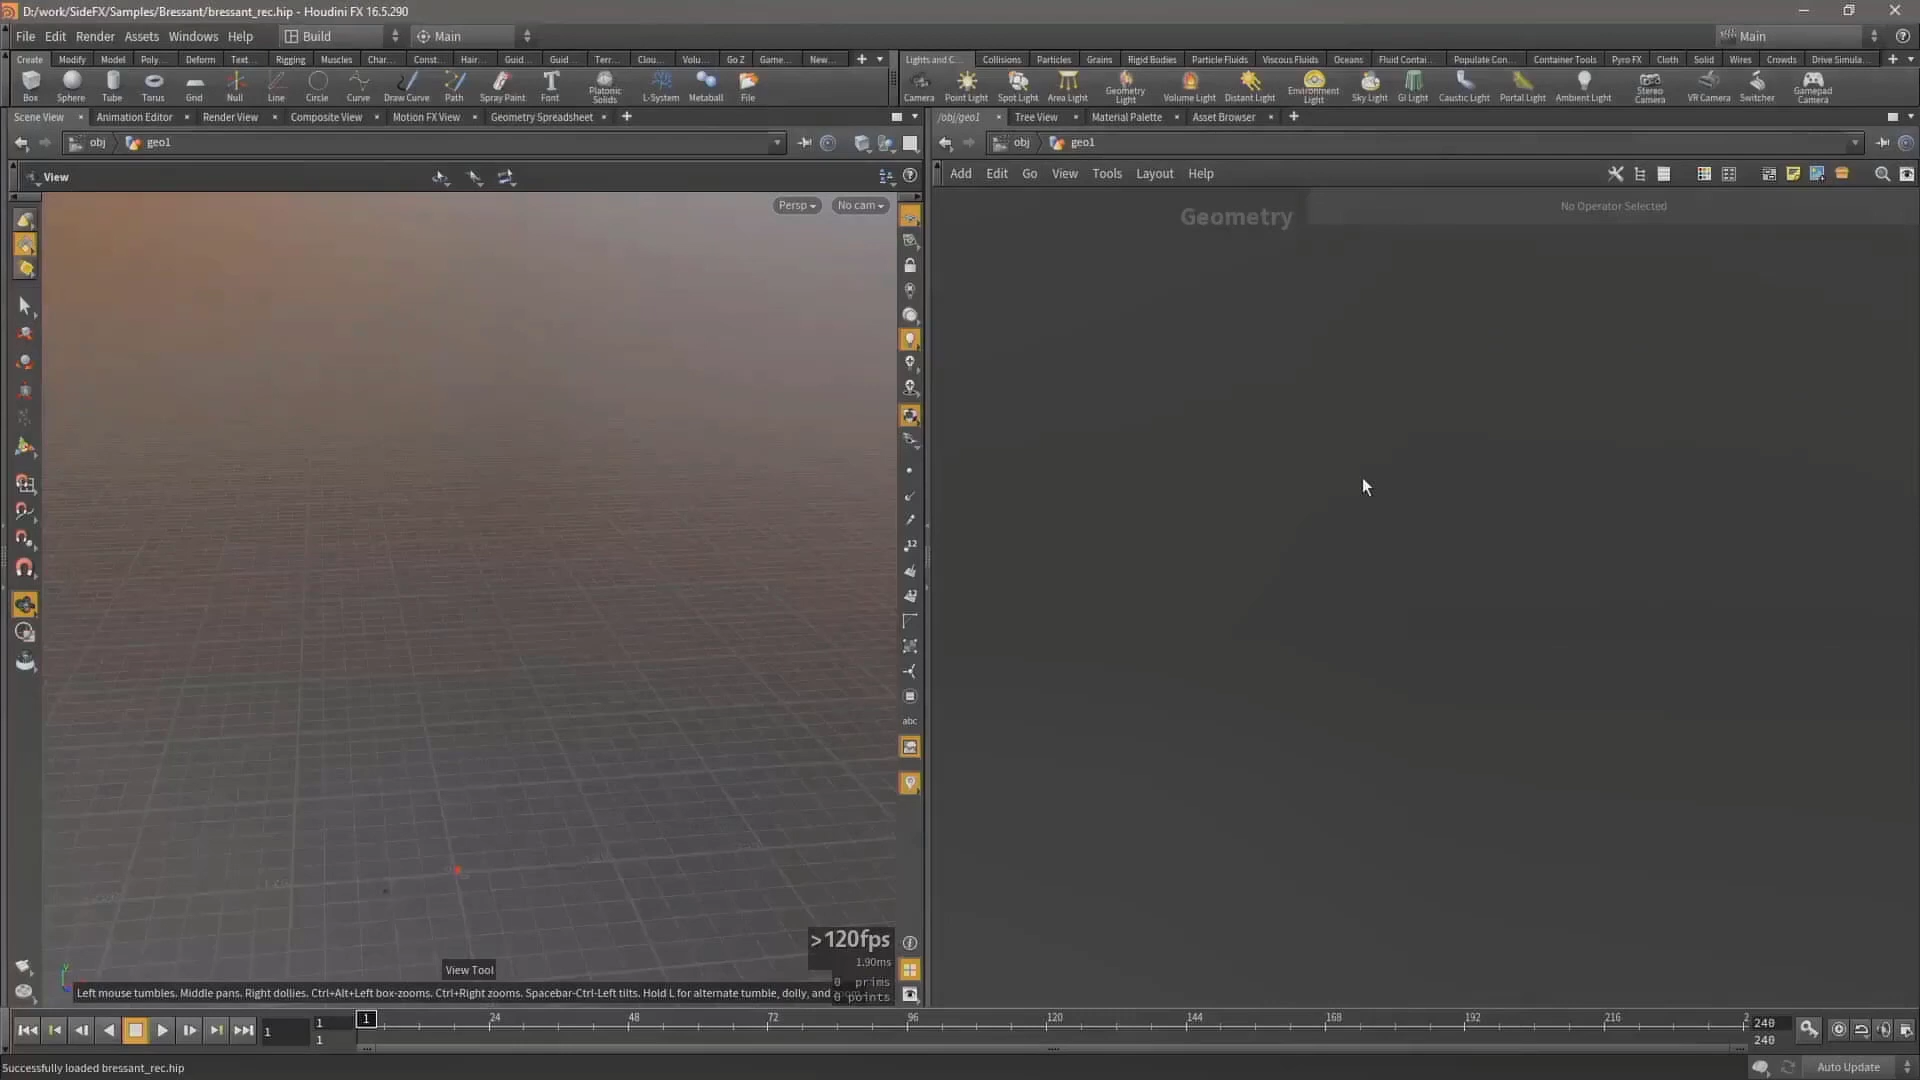 D:/work/SideFX/Samples/Bressant/bressant_rec.hip - Houdini FX 16.5.290
File Edit Render Assets Windows Help Build Main Main
Create Modify Model Poly... Deform Text... Rigging Muscles Char... Const... Hair... Guid... Guid... Terr... Clou... Volu... Go Z Game... New...
Lights and C... Collisions Particles Grains Rigid Bodies Particle Fluids Viscous Fluids Oceans Fluid Contai... Populate Con... Container Tools Pyro FX Cloth Solid Wires Crowds Drive Simula...
Box Sphere Tube Torus Grid Null Line Circle Curve Draw Curve Path Spray Paint Font Platonic Solids L-System Metaball File
Camera Point Light Spot Light Area Light Geometry Light Volume Light Distant Light Environment Light Sky Light GI Light Caustic Light Portal Light Ambient Light Stereo Camera VR Camera Switcher Gamepad Camera
Scene View Animation Editor Render View Composite View Motion FX View Geometry Spreadsheet
/obj/geo1 Tree View Material Palette Asset Browser
obj geo1
obj geo1
View
Add Edit Go View Tools Layout Help
Persp No cam
Geometry
No Operator Selected
12
abc
>120fps
1.90ms
0 prims
0 points
View Tool
Left mouse tumbles. Middle pans. Right dollies. Ctrl+Alt+Left box-zooms. Ctrl+Right zooms. Spacebar-Ctrl-Left tilts. Hold L for alternate tumble, dolly, and
1 1 1 24 48 72 96 120 144 168 192 216 2 240
1 240
Successfully loaded bressant_rec.hip
Auto Update